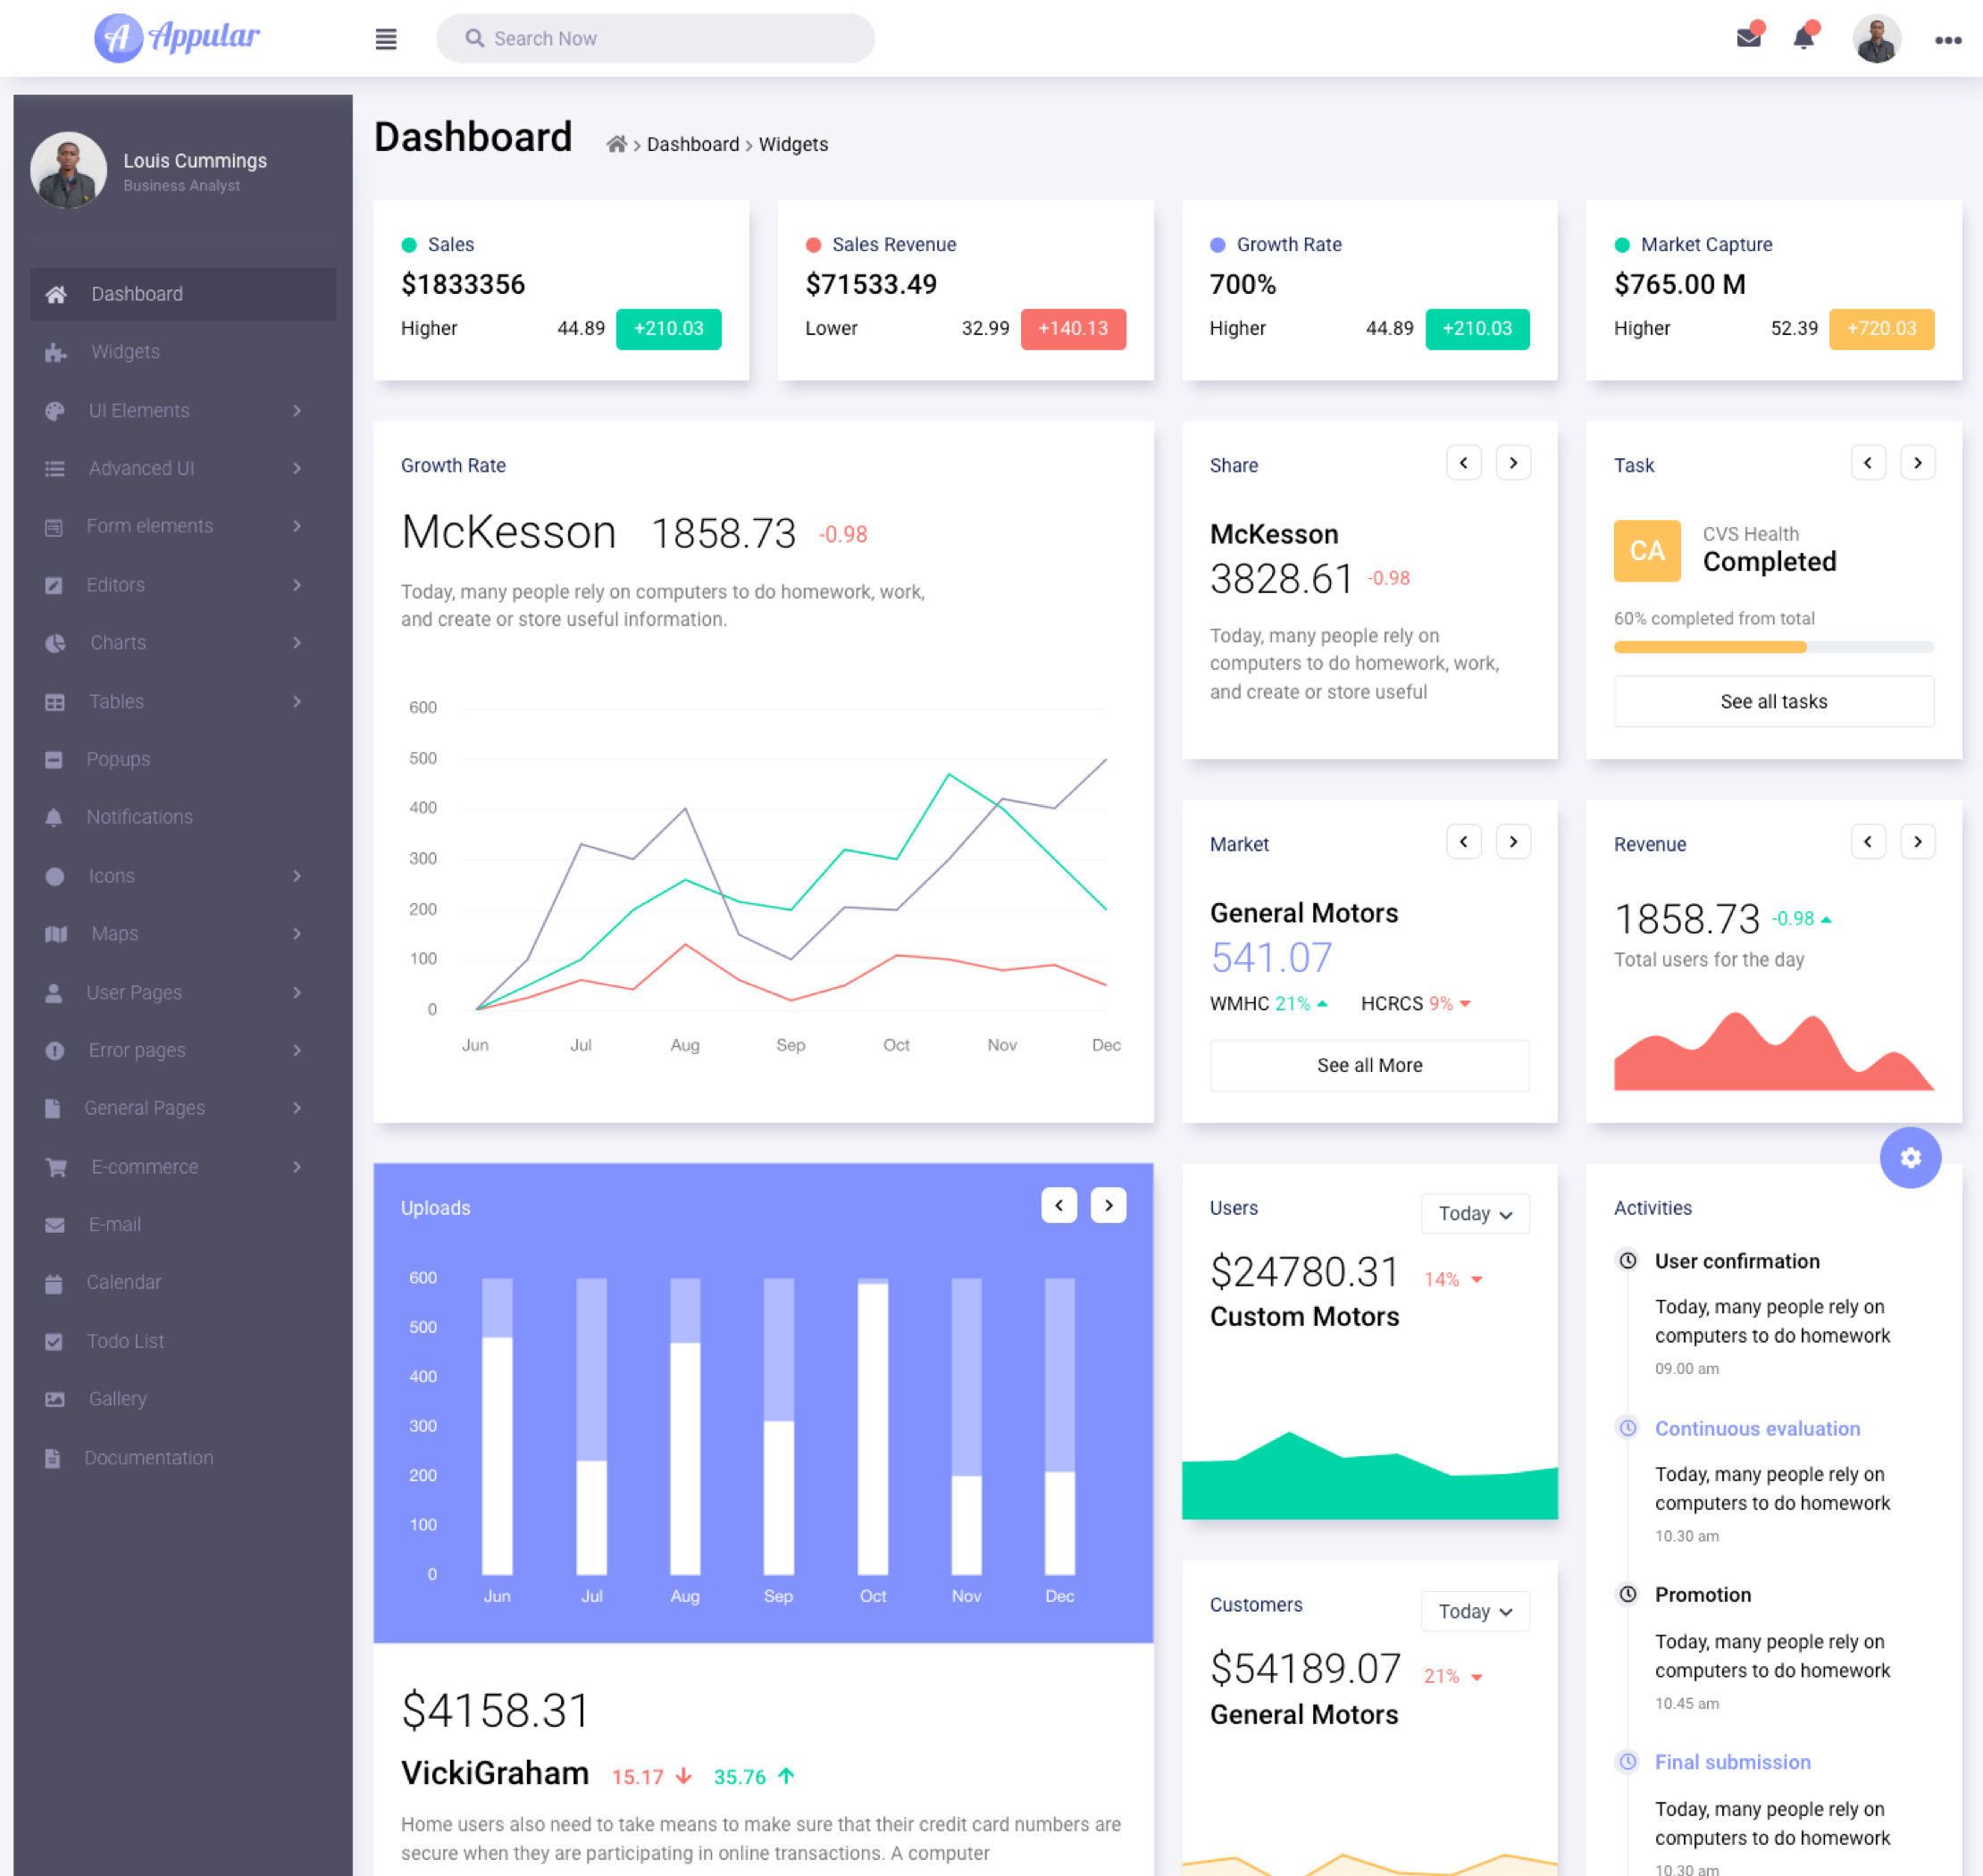 A Appular
Search Now
Louis Cummings
Business Analyst
Dashboard
Widgets
UI Elements
Advanced UI
Form elements
Editors
Charts
Tables
Popups
Notifications
Icons
Maps
User Pages
Error pages
General Pages
E-commerce
E-mail
Calendar
Todo List
Gallery
Documentation
Dashboard
Dashboard > Widgets
Sales
$1833356
Higher 44.89 +210.03
Sales Revenue
$71533.49
Lower 32.99 +140.13
Growth Rate
700%
Higher 44.89 +210.03
Market Capture
$765.00 M
Higher 52.39 +720.03
Growth Rate
McKesson 1858.73 -0.98
Today, many people rely on computers to do homework, work,
and create or store useful information.
600
500
400
300
200
100
0
Jun Jul Aug Sep Oct Nov Dec
Share
McKesson
3828.61 -0.98
Today, many people rely on
computers to do homework, work,
and create or store useful
Task
CA
CVS Health
Completed
60% completed from total
See all tasks
Market
General Motors
541.07
WMHC 21% HCRCS 9%
See all More
Revenue
1858.73 -0.98
Total users for the day
Uploads
600
500
400
300
200
100
0
Jun Jul Aug Sep Oct Nov Dec
$4158.31
VickiGraham 15.17 35.76
Home users also need to take means to make sure that their credit card numbers are
secure when they are participating in online transactions. A computer
Users
Today
$24780.31 14%
Custom Motors
Customers
Today
$54189.07 21%
General Motors
Activities
User confirmation
Today, many people rely on
computers to do homework
09.00 am
Continuous evaluation
Today, many people rely on
computers to do homework
10.30 am
Promotion
Today, many people rely on
computers to do homework
10.45 am
Final submission
Today, many people rely on
computers to do homework
10.30 am